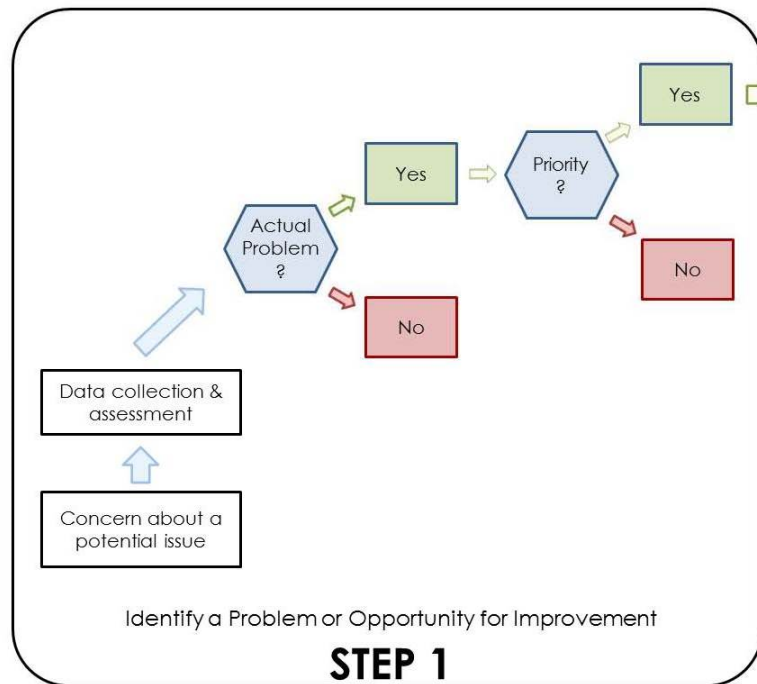 Yes
Yes
Priority
?
Actual
Problem
?
No
No
Data collection &
assessment
Concern about a
potential issue
Identify a Problem or Opportunity for Improvement
STEP 1